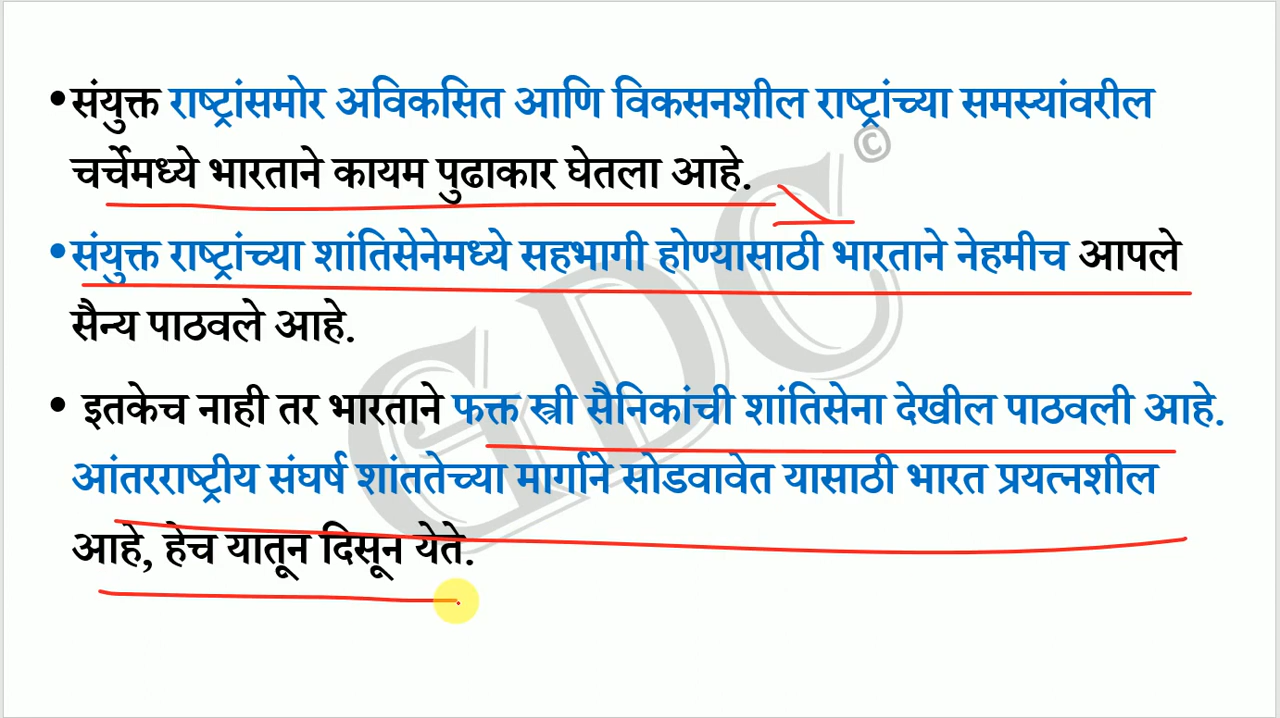 •संयुक्त राष्ट्रांसमोर अविकसित आणि विकसनशील राष्ट्रांच्या समस्यांवरील
चर्चेमध्ये भारताने कायम पुढाकार घेतला आहे.
•संयुक्त राष्ट्रांच्या शांतिसेनेमध्ये सहभागी होण्यासाठी भारताने नेहमीच आपले
सैन्य पाठवले आहे.
• इतकेच नाही तर भारताने फक्त स्त्री सैनिकांची शांतिसेना देखील पाठवली आहे.
आंतरराष्ट्रीय संघर्ष शांततेच्या मार्गाने सोडवावेत यासाठी भारत प्रयत्नशील
आहे, हेच यातून दिसून येते.
GDC©